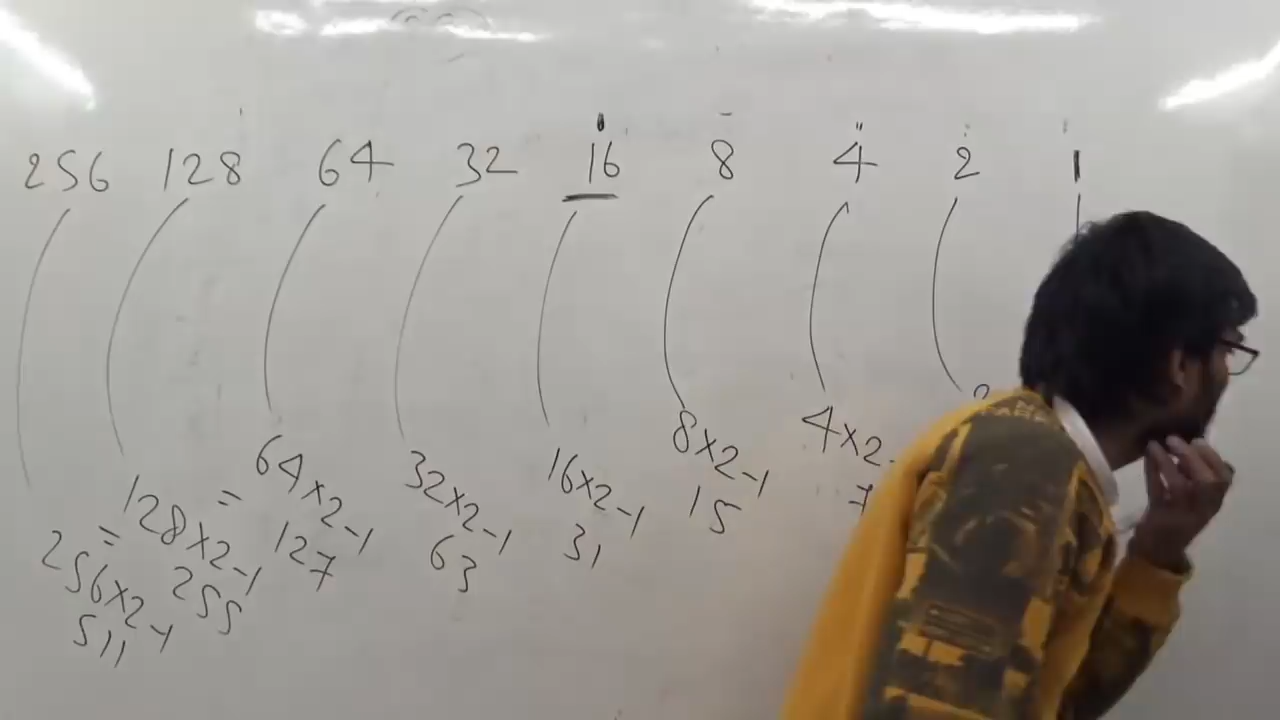 256 128 64 32 16 8 4 2 1
256x2-1
511
= 128x2-1
255
= 64x2-1
127
32x2-1
63
16x2-1
31
8x2-1
15
4x2-
7